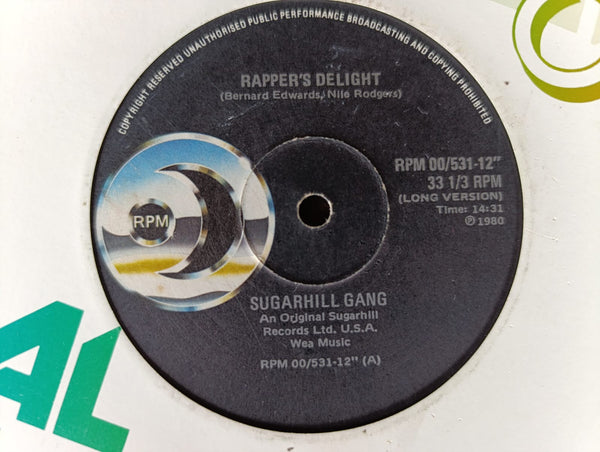 COPYRIGHT RESERVED UNAUTHORISED PUBLIC PERFORMANCE BROADCASTING AND COPYING PROHIBITED
RAPPER'S DELIGHT
(Bernard Edwards, Nile Rodgers)
RPM 00/531-12"
33 1/3 RPM
(LONG VERSION)
Time: 14:31
℗1980
RPM
SUGARHILL GANG
An Original Sugarhill
Records Ltd. U.S.A.
Wea Music
RPM 00/531-12" (A)
AL